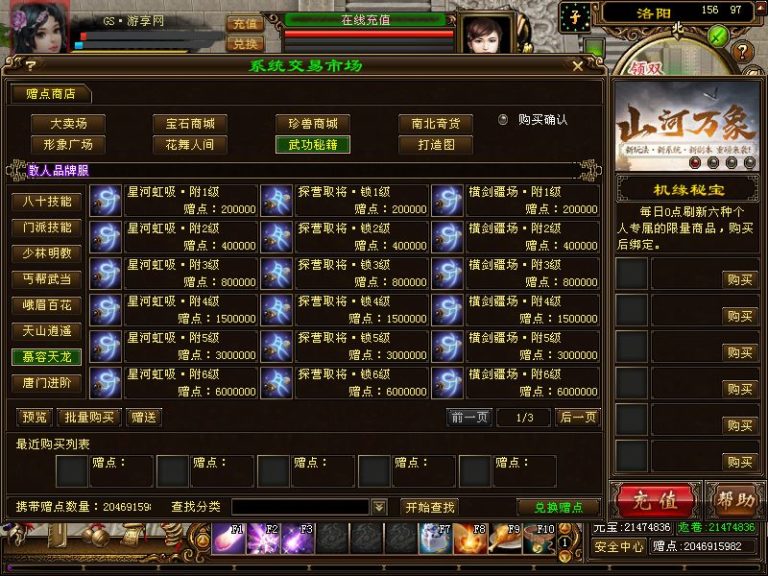 GS·游享网
充值
兑换
在线充值
子
洛阳 156 97
北
?
系统交易市场
?
赠点商店
大卖场 宝石商城 珍兽商城 南北奇货 购买确认
形象广场 花舞人间 武功秘籍 打造图
散人品牌服
八十技能
门派技能
少林明教
丐帮武当
峨眉百花
天山逍遥
慕容天龙
唐门进阶
星河虹吸·附1级 探营取将·锁1级 横剑疆场·附1级
赠点：200000 赠点：200000 赠点：200000
星河虹吸·附2级 探营取将·锁2级 横剑疆场·附2级
赠点：400000 赠点：400000 赠点：400000
星河虹吸·附3级 探营取将·锁3级 横剑疆场·附3级
赠点：800000 赠点：800000 赠点：800000
星河虹吸·附4级 探营取将·锁4级 横剑疆场·附4级
赠点：1500000 赠点：1500000 赠点：1500000
星河虹吸·附5级 探营取将·锁5级 横剑疆场·附5级
赠点：3000000 赠点：3000000 赠点：3000000
星河虹吸·附6级 探营取将·锁6级 横剑疆场·附6级
赠点：6000000 赠点：6000000 赠点：6000000
预览 批量购买 赠送 前一页 1/3 后一页
最近购买列表
赠点： 赠点： 赠点： 赠点： 赠点：
携带赠点数量：20469159 查找分类 开始查找 兑换赠点
领双
山河万象
新玩法·新系统·新副本 重磅来袭!
机缘秘宝
每日0点刷新六种个
人专属的限量商品，购买
后绑定。
购买
购买
购买
购买
购买
购买
充值 帮助
F1 F2 F3 F7 F8 F9 F10
1
元宝:21474836
安全中心 赠点:2046915982